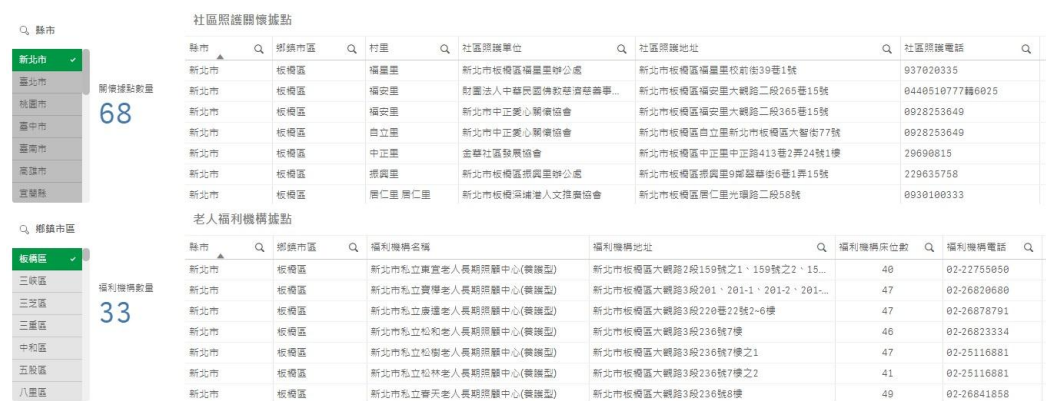 社區照護關懷據點
縣市
新北市
臺北市
桃園市
臺中市
臺南市
高雄市
宜蘭縣
關懷據點數量
68
縣市 鄉鎮市區 村里 社區照護單位 社區照護地址 社區照護電話
新北市 板橋區 福星里 新北市板橋區福星里辦公處 新北市板橋區福星里校前街39巷1號 937020335
新北市 板橋區 福安里 財團法人中華民國佛教慈濟慈善事... 新北市板橋區福安里大觀路二段265巷15號 0440510777轉6025
新北市 板橋區 福安里 新北市中正愛心關懷協會 新北市板橋區福安里大觀路二段365巷15號 0928253649
新北市 板橋區 自立里 新北市中正愛心關懷協會 新北市板橋區自立里新北市板橋區大智街77號 0928253649
新北市 板橋區 中正里 金華社區發展協會 新北市板橋區中正里中正路413巷2弄24號1樓 29690815
新北市 板橋區 振興里 新北市板橋區振興里辦公處 新北市板橋區振興里9鄰翠華街6巷1弄15號 229635758
新北市 板橋區 居仁里 居仁里 新北市板橋深埔港人文推廣協會 新北市板橋區居仁里光環路二段58號 0930100333
老人福利機構據點
鄉鎮市區
板橋區
三峽區
三芝區
三重區
中和區
五股區
八里區
福利機構數量
33
縣市 鄉鎮市區 福利機構名稱 福利機構地址 福利機構床位數 福利機構電話
新北市 板橋區 新北市私立東宜老人長期照顧中心(養護型) 新北市板橋區大觀路2段159號之1、159號之2、15... 40 02-22755050
新北市 板橋區 新北市私立寶樺老人長期照顧中心(養護型) 新北市板橋區大觀路3段201、201-1、201-2、201-... 47 02-26820680
新北市 板橋區 新北市私立康達老人長期照顧中心(養護型) 新北市板橋區大觀路3段220巷22號2~6樓 47 02-26878791
新北市 板橋區 新北市私立松和老人長期照顧中心(養護型) 新北市板橋區大觀路3段236號7樓 46 02-26823334
新北市 板橋區 新北市私立松樹老人長期照顧中心(養護型) 新北市板橋區大觀路3段236號7樓之1 47 02-25116881
新北市 板橋區 新北市私立松林老人長期照顧中心(養護型) 新北市板橋區大觀路3段236號7樓之2 41 02-25116881
新北市 板橋區 新北市私立春天老人長期照顧中心(養護型) 新北市板橋區大觀路3段236號8樓 49 02-26841858